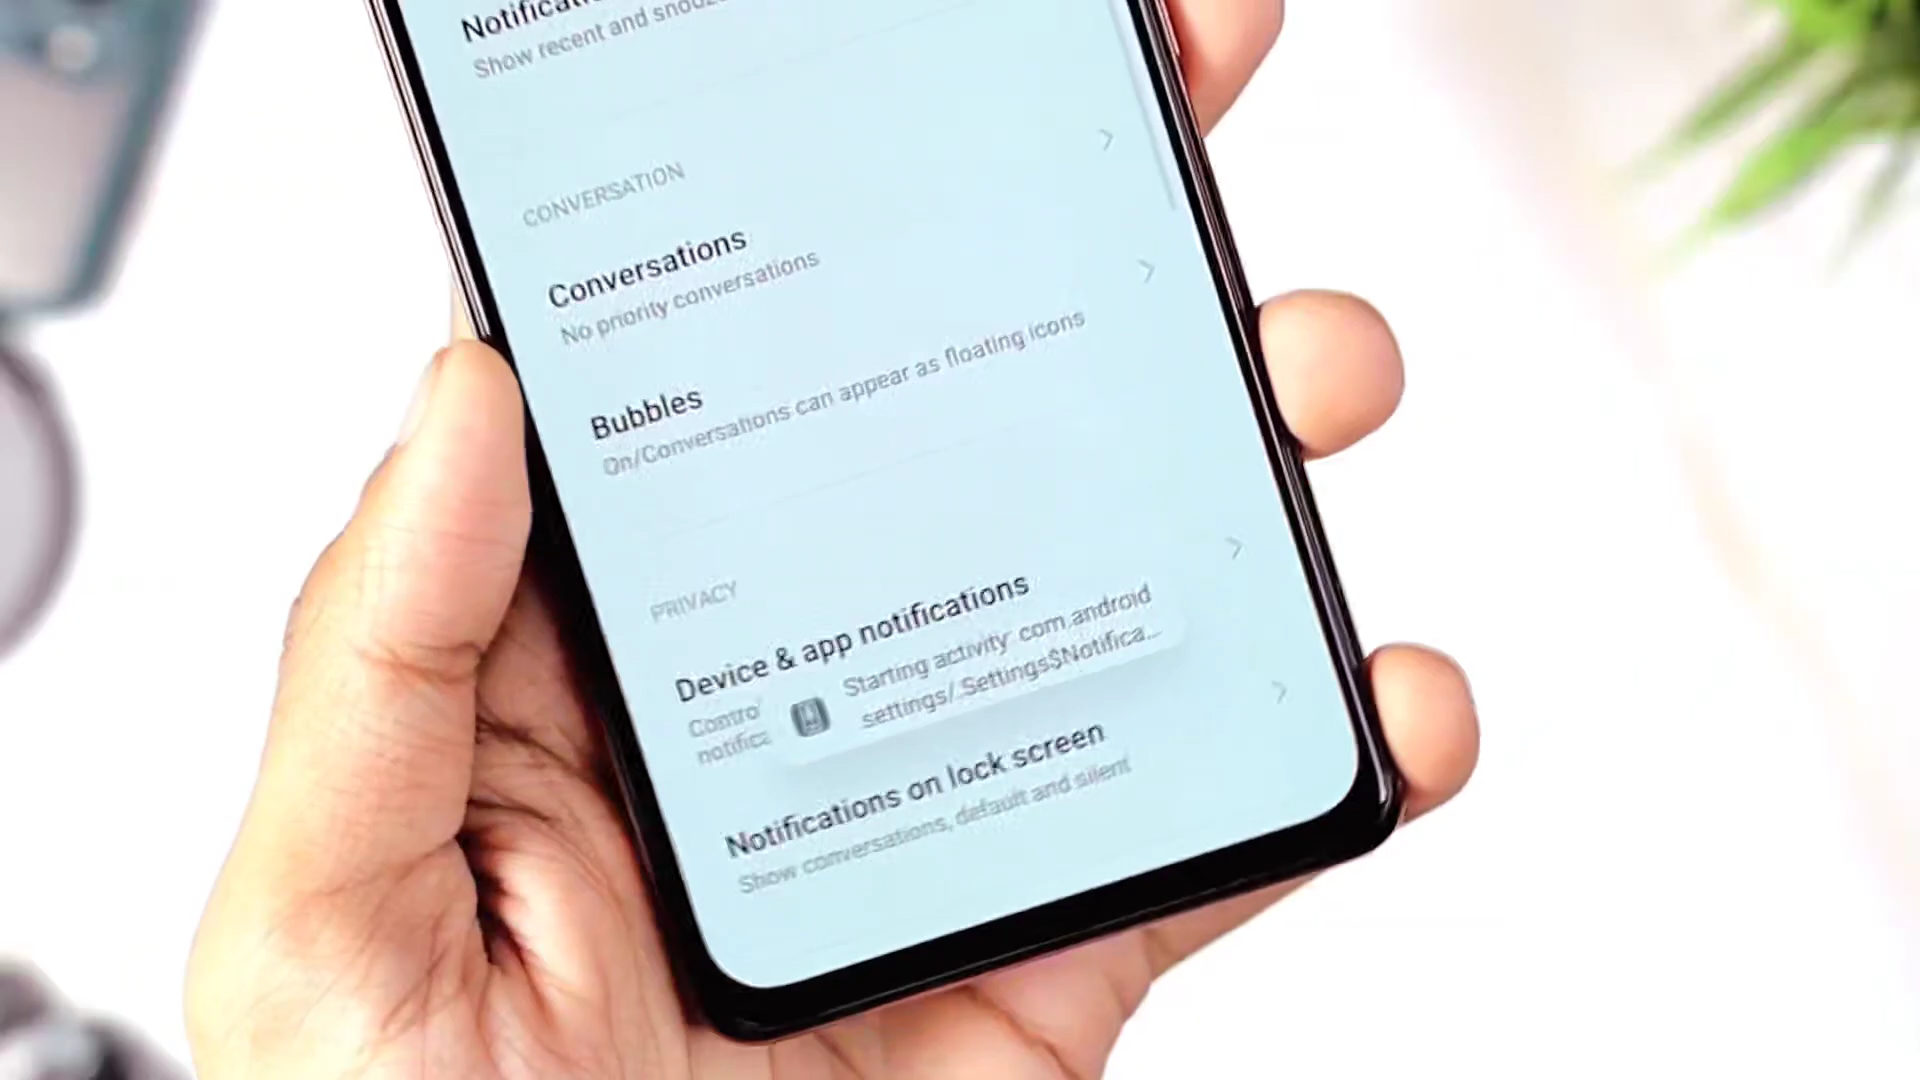 Show recent and
CONVERSATION
Conversations
No priority conversations
Bubbles
On/Conversations can appear as floating icons
PRIVACY
Device & app notifications
Starting activity: com.android
settings/.Settings$Notifica...
Notifications on lock screen
Show conversations, default and silent